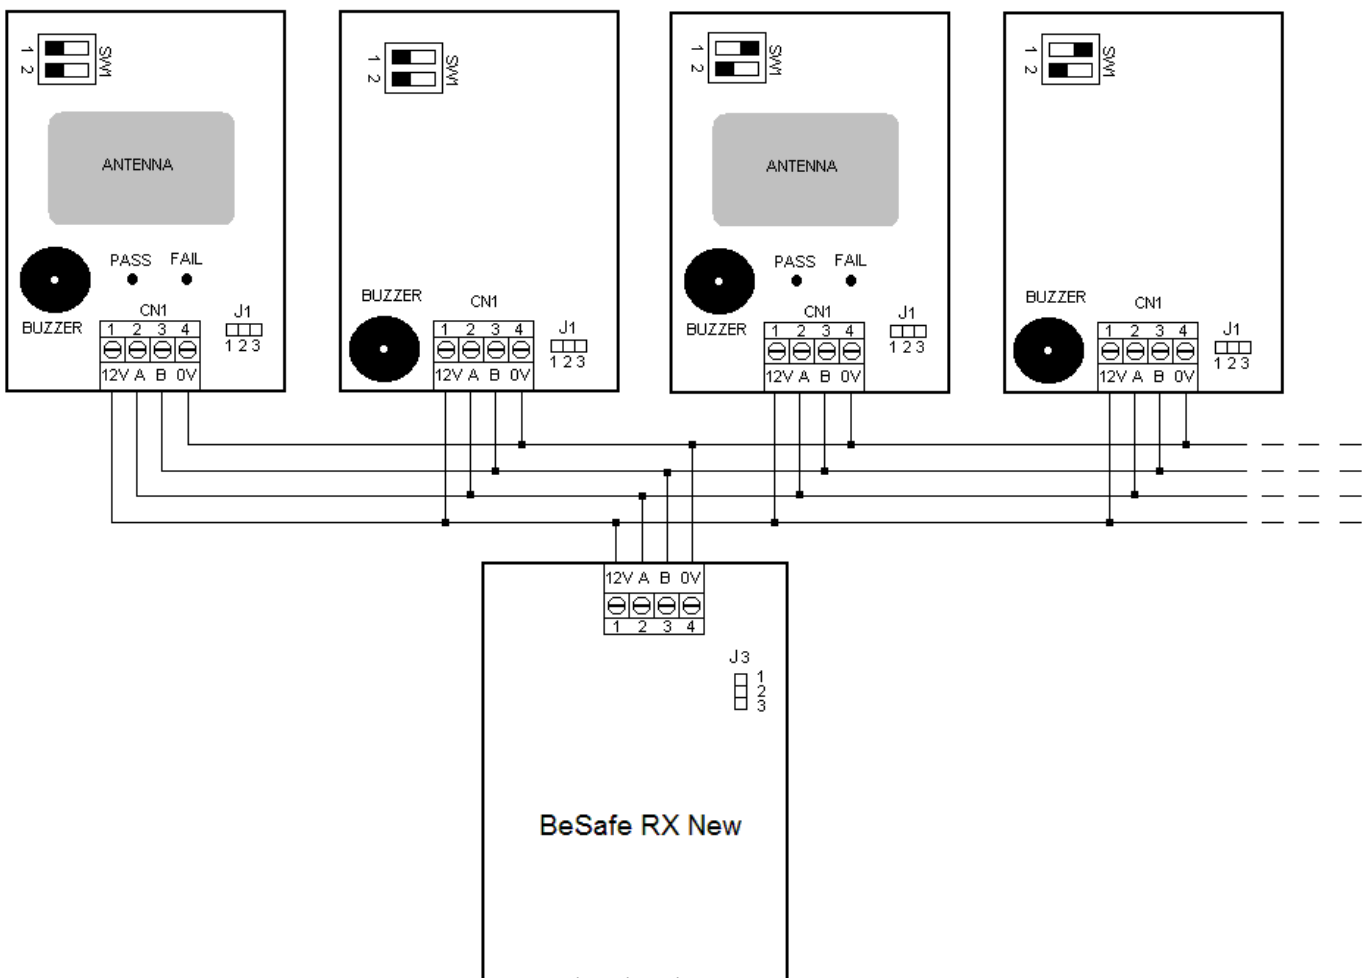 1
2
SW1
ANTENNA
PASS FAIL
BUZZER
CN1
1 2 3 4
12V A B 0V
J1
1 2 3
1
2
SW1
BUZZER
CN1
1 2 3 4
12V A B 0V
J1
1 2 3
1
2
SW1
ANTENNA
PASS FAIL
BUZZER
CN1
1 2 3 4
12V A B 0V
J1
1 2 3
1
2
SW1
BUZZER
CN1
1 2 3 4
12V A B 0V
J1
1 2 3
12V A B 0V
1 2 3 4
J3
1
2
3
BeSafe RX New